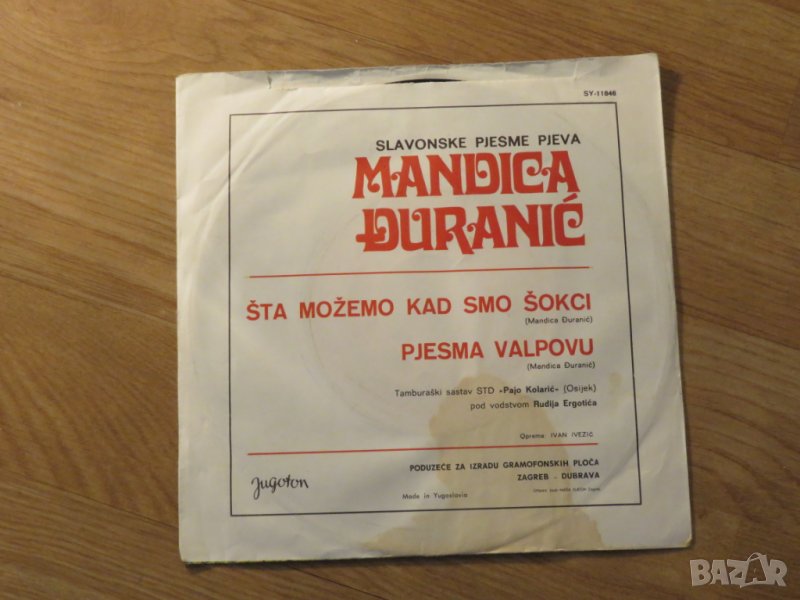 SY-11846
SLAVONSKE PJESME PJEVA
MANDICA
ĐURANIĆ
ŠTA MOŽEMO KAD SMO ŠOKCI
(Mandica Đuranić)
PJESMA VALPOVU
(Mandica Đuranić)
Tamburaški sastav STD »Pajo Kolarić« (Osijek)
pod vodstvom Rudija Ergotića
Oprema: IVAN IVEZIĆ
PODUZEĆE ZA IZRADU GRAMOFONSKIH PLOČA
ZAGREB - DUBRAVA
Jugoton
Made in Yugoslavia
BAZAR